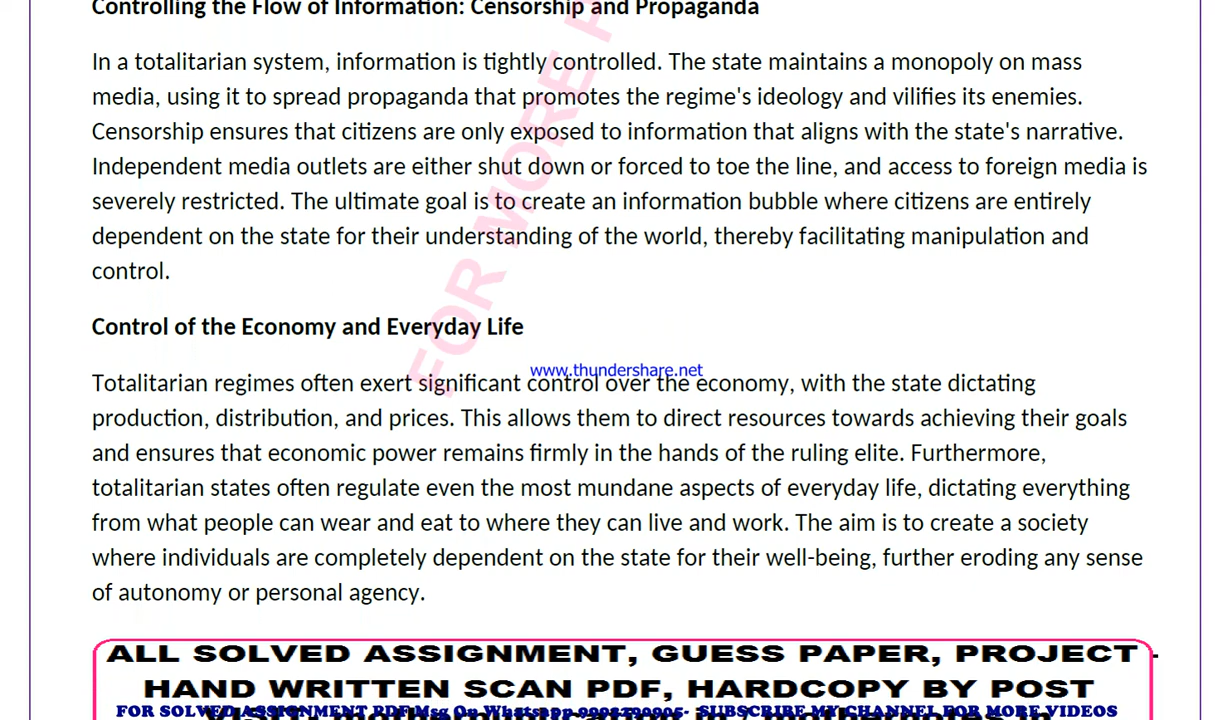 Controlling the Flow of Information: Censorship and Propaganda
In a totalitarian system, information is tightly controlled. The state maintains a monopoly on mass
media, using it to spread propaganda that promotes the regime's ideology and vilifies its enemies.
Censorship ensures that citizens are only exposed to information that aligns with the state's narrative.
Independent media outlets are either shut down or forced to toe the line, and access to foreign media is
severely restricted. The ultimate goal is to create an information bubble where citizens are entirely
dependent on the state for their understanding of the world, thereby facilitating manipulation and
control.
FOR MORE
Control of the Economy and Everyday Life
www.thundershare.net
Totalitarian regimes often exert significant control over the economy, with the state dictating
production, distribution, and prices. This allows them to direct resources towards achieving their goals
and ensures that economic power remains firmly in the hands of the ruling elite. Furthermore,
totalitarian states often regulate even the most mundane aspects of everyday life, dictating everything
from what people can wear and eat to where they can live and work. The aim is to create a society
where individuals are completely dependent on the state for their well-being, further eroding any sense
of autonomy or personal agency.
ALL SOLVED ASSIGNMENT, GUESS PAPER, PROJECT -
HAND WRITTEN SCAN PDF, HARDCOPY BY POST
FOR SOLVED ASSIGNMENT PDF Msg On Whatsapp - SUBSCRIBE MY CHANNEL FOR MORE VIDEOS